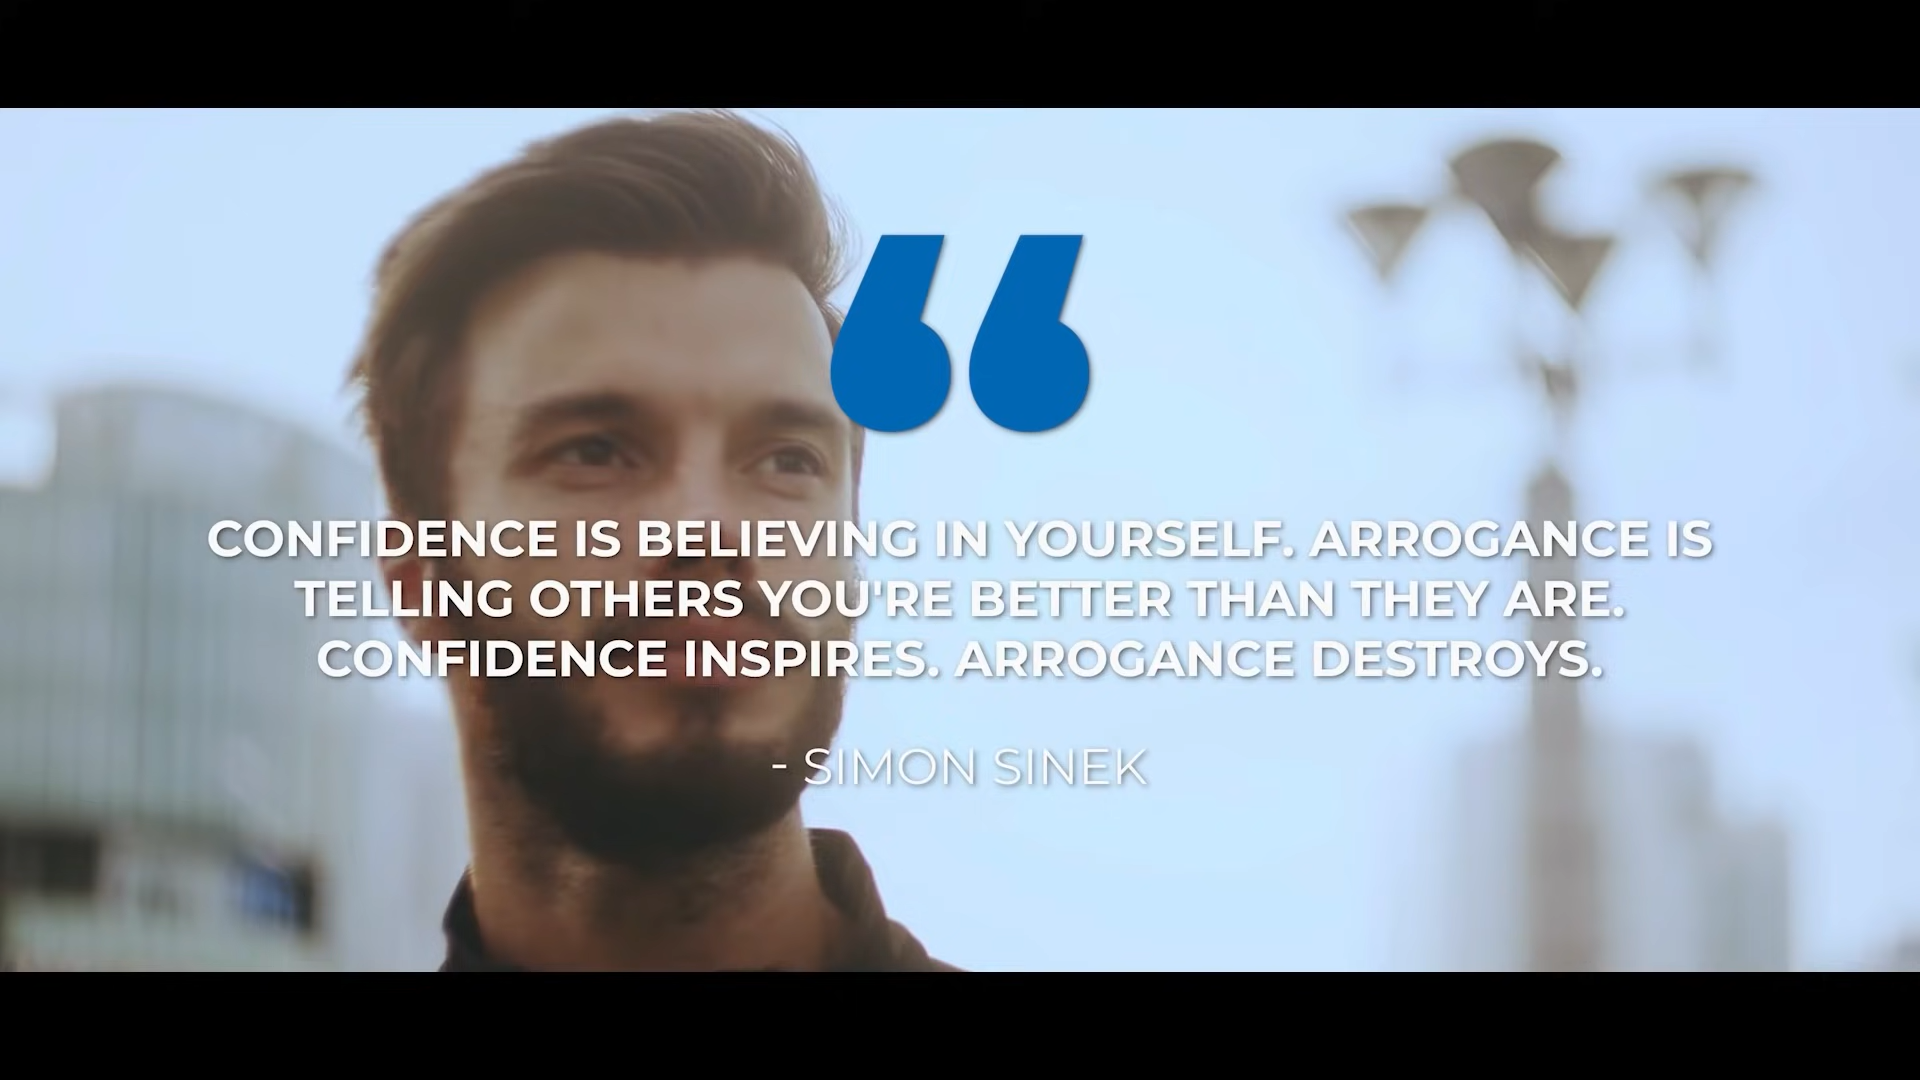 CONFIDENCE IS BELIEVING IN YOURSELF. ARROGANCE IS
TELLING OTHERS YOU'RE BETTER THAN THEY ARE.
CONFIDENCE INSPIRES. ARROGANCE DESTROYS.
- SIMON SINEK